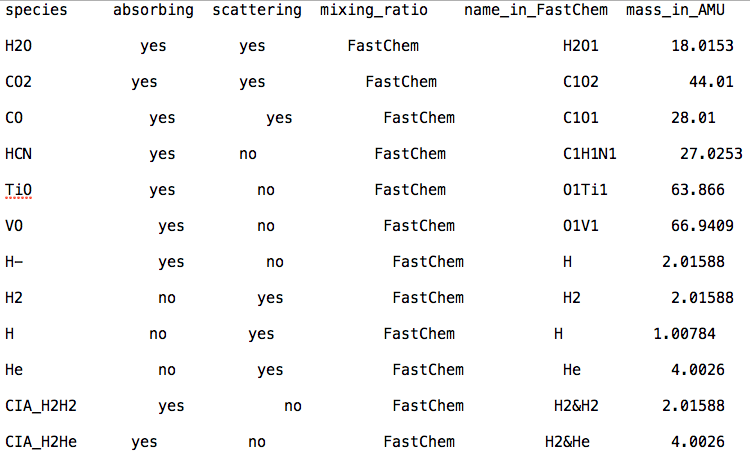 species absorbing scattering mixing_ratio name_in_FastChem mass_in_AMU
H2O yes yes FastChem H2O1 18.0153
CO2 yes yes FastChem C1O2 44.01
CO yes yes FastChem C1O1 28.01
HCN yes no FastChem C1H1N1 27.0253
TiO yes no FastChem O1Ti1 63.866
VO yes no FastChem O1V1 66.9409
H- yes no FastChem H 2.01588
H2 no yes FastChem H2 2.01588
H no yes FastChem H 1.00784
He no yes FastChem He 4.0026
CIA_H2H2 yes no FastChem H2&H2 2.01588
CIA_H2He yes no FastChem H2&He 4.0026